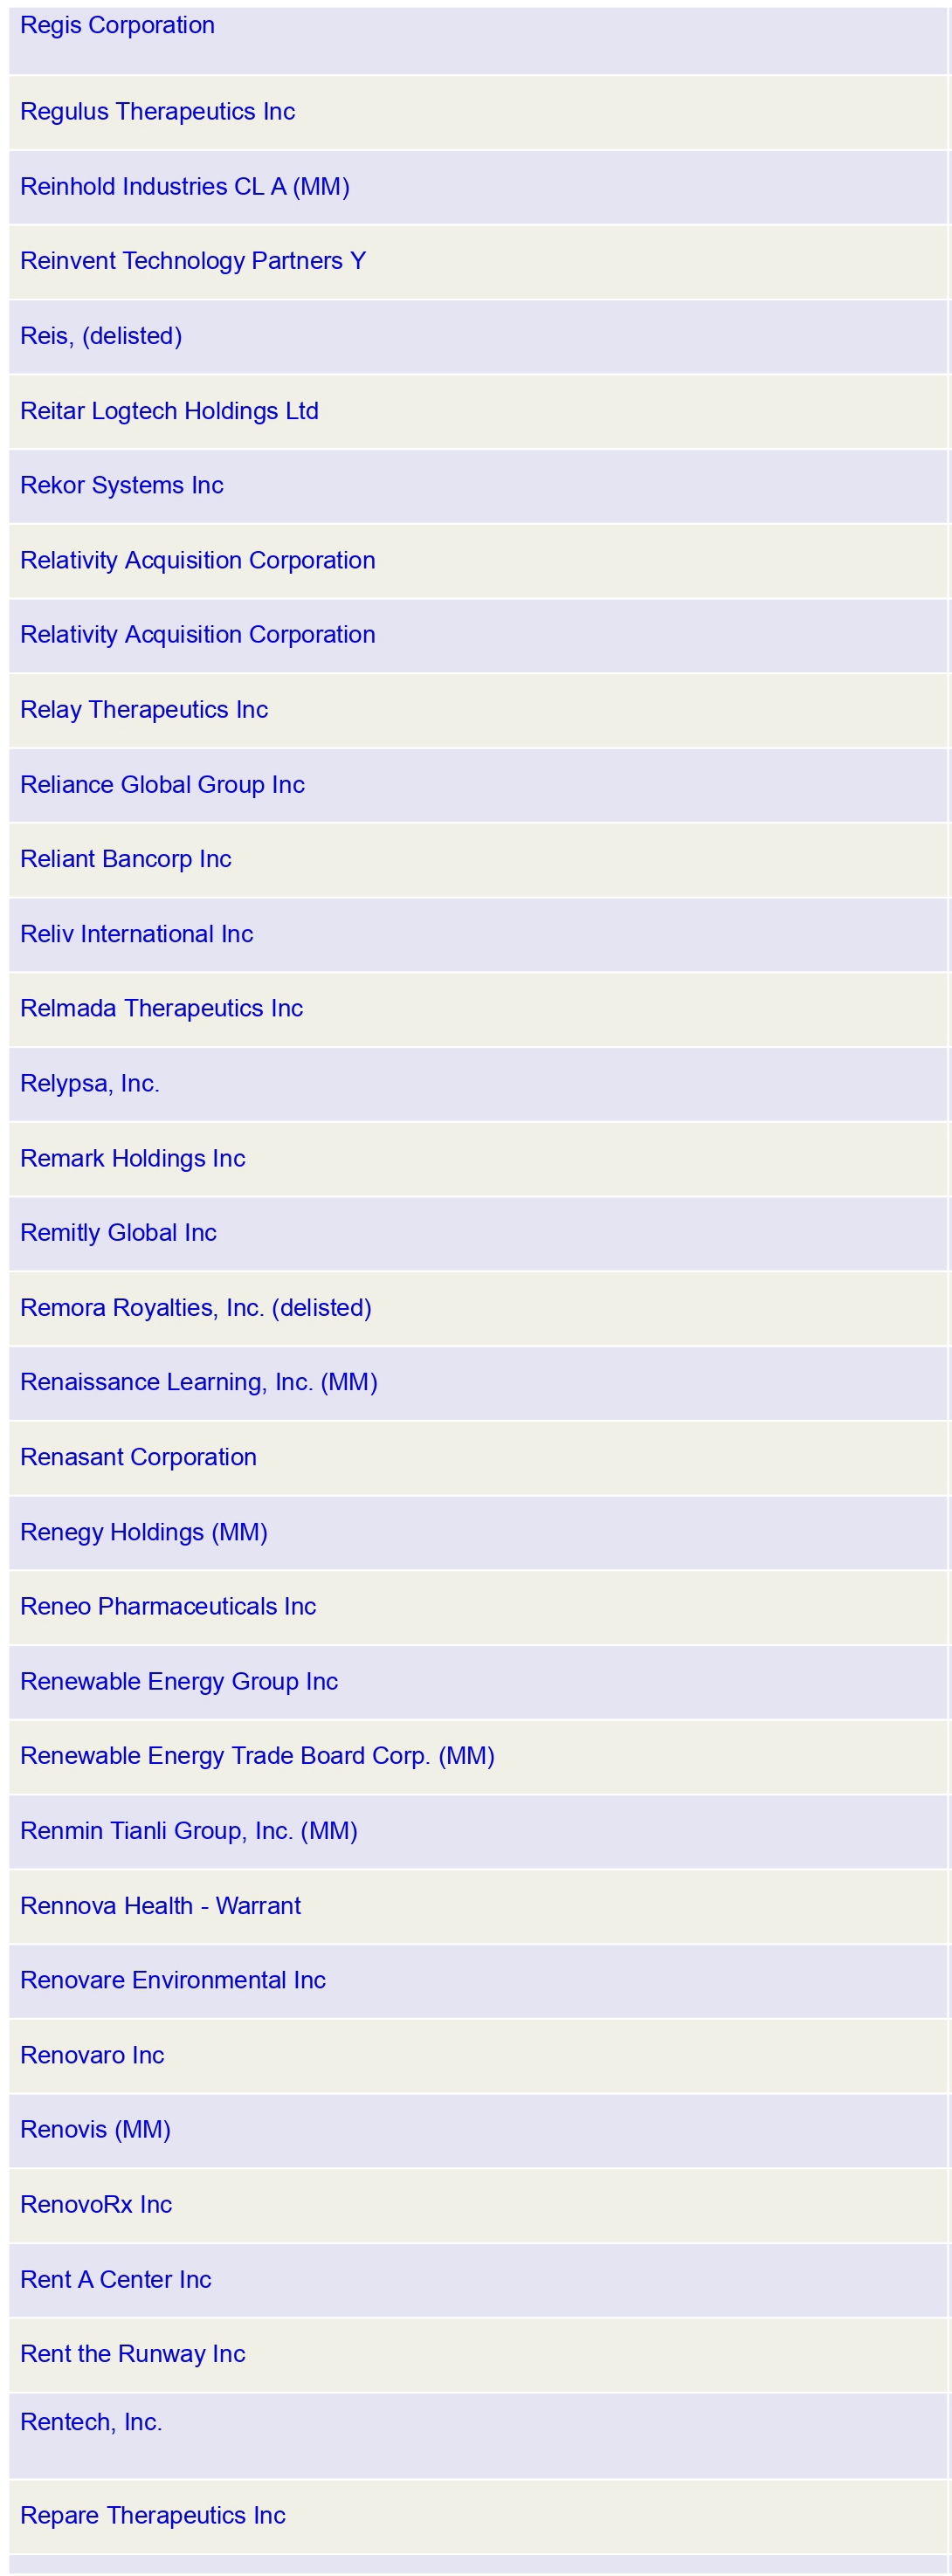 Regis Corporation
Regulus Therapeutics Inc
Reinhold Industries CL A (MM)
Reinvent Technology Partners Y
Reis, (delisted)
Reitar Logtech Holdings Ltd
Rekor Systems Inc
Relativity Acquisition Corporation
Relativity Acquisition Corporation
Relay Therapeutics Inc
Reliance Global Group Inc
Reliant Bancorp Inc
Reliv International Inc
Relmada Therapeutics Inc
Relypsa, Inc.
Remark Holdings Inc
Remitly Global Inc
Remora Royalties, Inc. (delisted)
Renaissance Learning, Inc. (MM)
Renasant Corporation
Renegy Holdings (MM)
Reneo Pharmaceuticals Inc
Renewable Energy Group Inc
Renewable Energy Trade Board Corp. (MM)
Renmin Tianli Group, Inc. (MM)
Rennova Health - Warrant
Renovare Environmental Inc
Renovaro Inc
Renovis (MM)
RenovoRx Inc
Rent A Center Inc
Rent the Runway Inc
Rentech, Inc.
Repare Therapeutics Inc